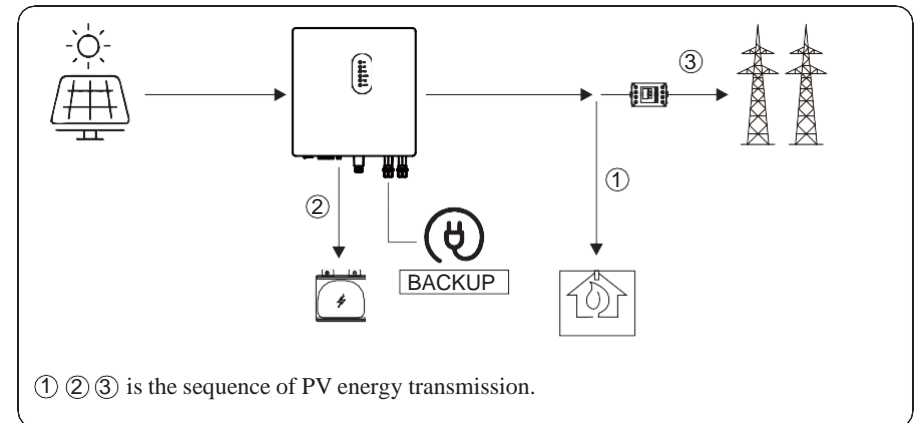 ③
①
②
BACKUP
① ② ③ is the sequence of PV energy transmission.